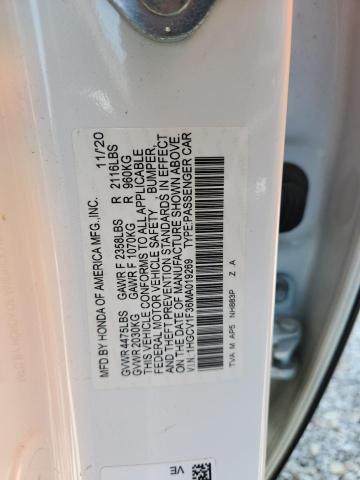 MFD BY HONDA OF AMERICA MFG., INC. 11/'20
GVWR 4475LBS GAWR F 2358LBS R 2116LBS
GVWR 2030KG GAWR F 1070KG R 960KG
THIS VEHICLE CONFORMS TO ALL APPLICABLE
FEDERAL MOTOR VEHICLE SAFETY , BUMPER,
AND THEFT PREVENTION STANDARDS IN EFFECT
ON THE DATE OF MANUFACTURE SHOWN ABOVE.
V I N : 1HGCV1F36MA019269 TYPE:PASSENGER CAR
TVA M AP5 NH883P Z A
VE